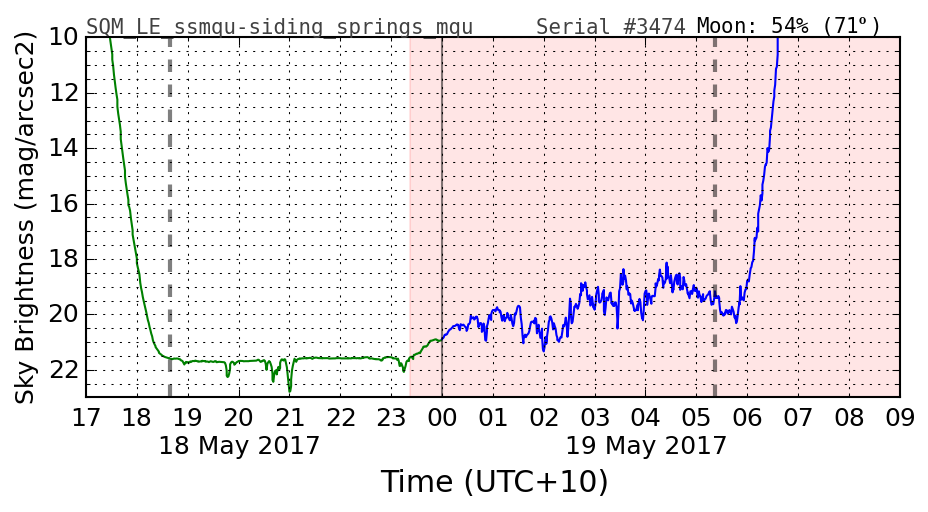 SQM_LE ssmqu-siding_springs_mqu Serial #3474 Moon: 54% (71°)
10
12
14
16
18
20
22
Sky Brightness (mag/arcsec2)
17 18 19 20 21 22 23 00 01 02 03 04 05 06 07 08 09
18 May 2017 19 May 2017
Time (UTC+10)